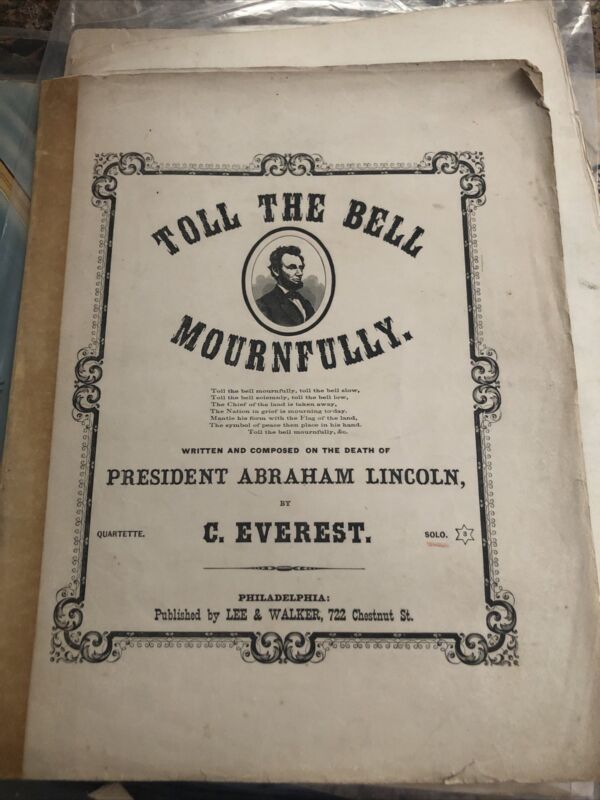 TOLL THE BELL
MOURNFULLY.
Toll the bell mournfully, toll the bell slow,
Toll the bell solemnly, toll the bell low,
The Chief of the land is taken away,
The Nation in grief is mourning to-day.
Mantle his form with the Flag of the land,
The symbol of peace then place in his hand.
Toll the bell mournfully, &c.
WRITTEN AND COMPOSED ON THE DEATH OF
PRESIDENT ABRAHAM LINCOLN,
BY
C. EVEREST.
QUARTETTE. SOLO. 3
PHILADELPHIA:
Published by LEE & WALKER, 722 Chestnut St.